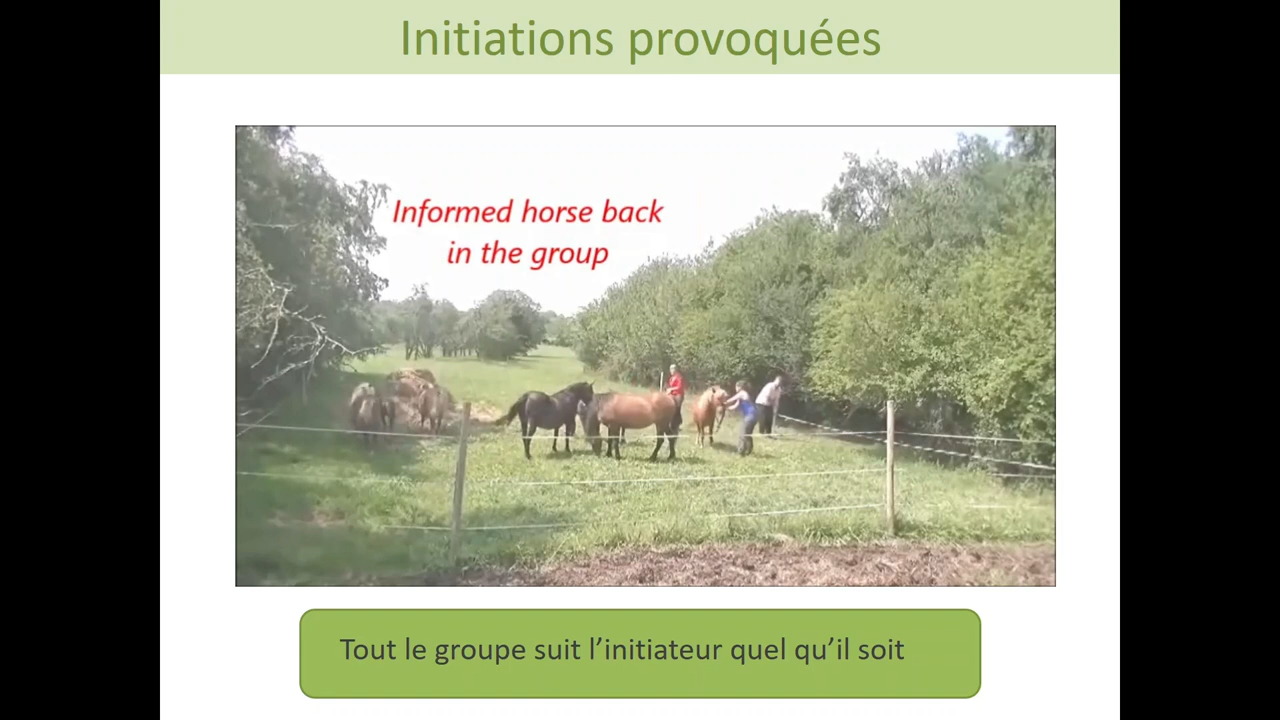 Initiations provoquées
Informed horse back
in the group
Tout le groupe suit l’initiateur quel qu’il soit